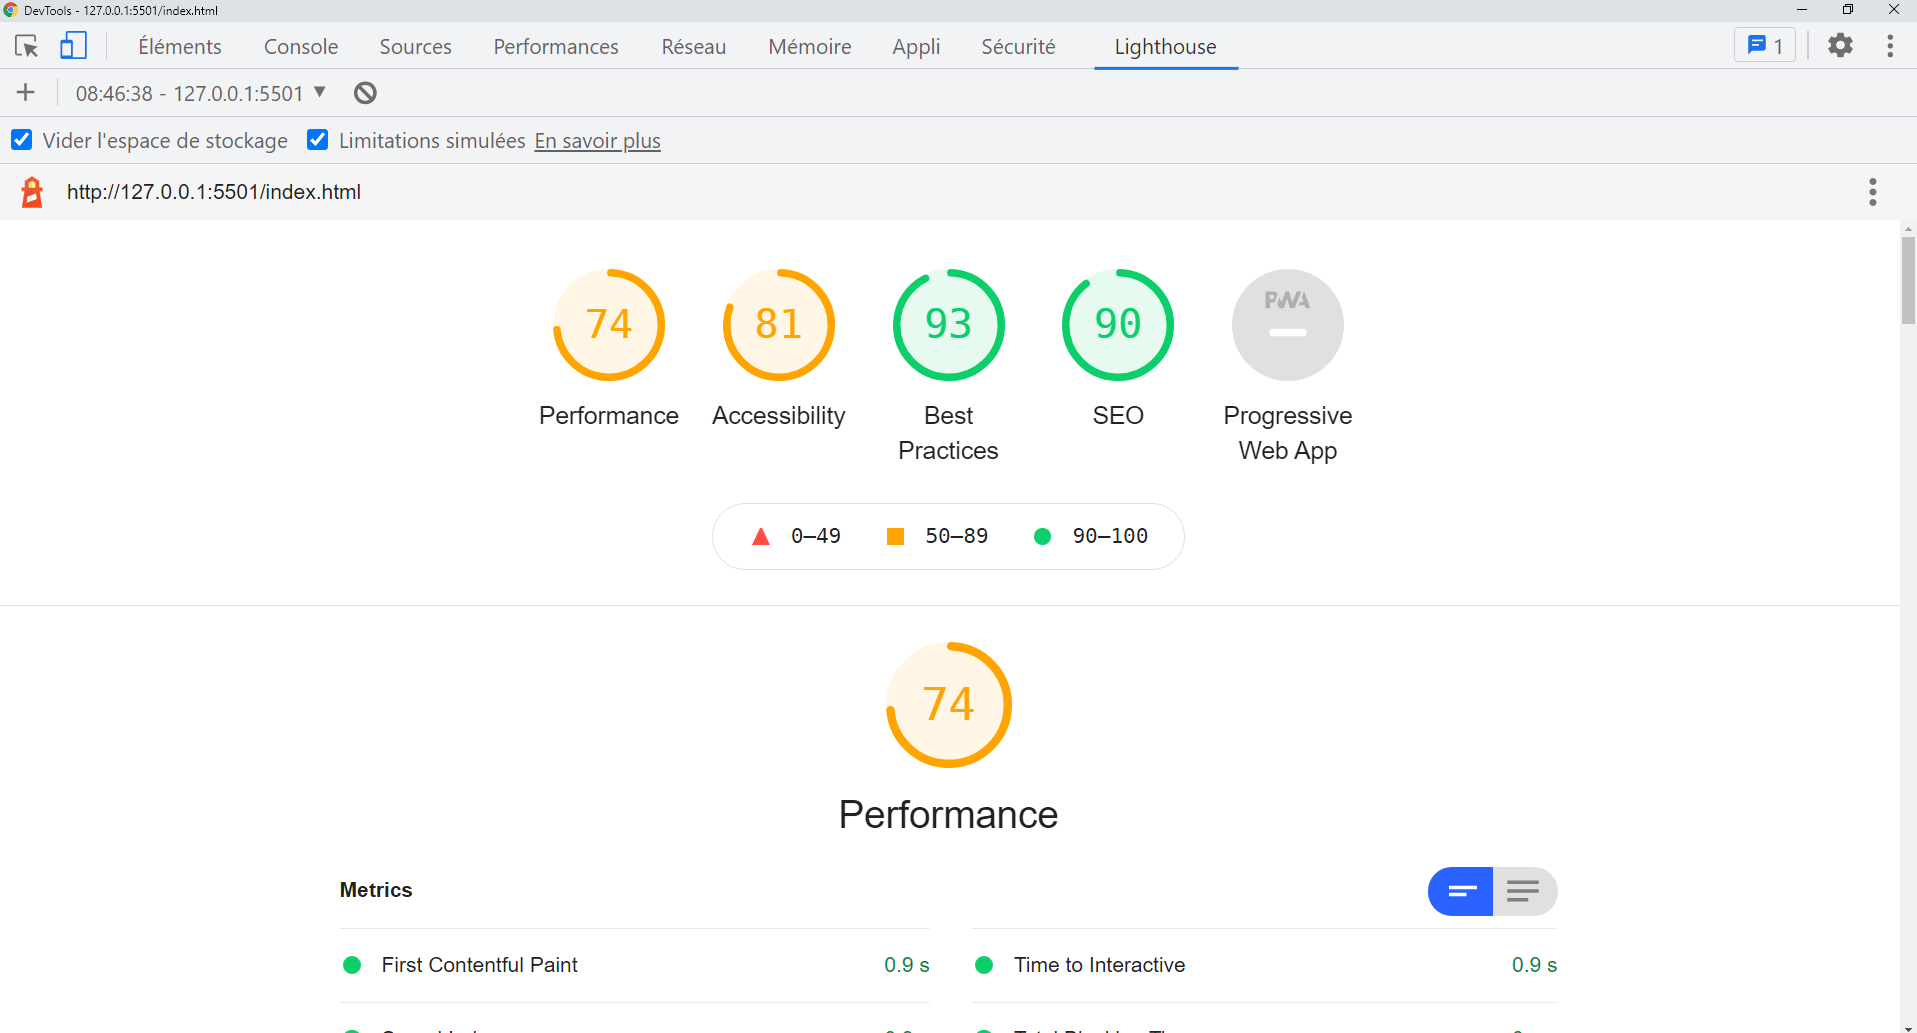 DevTools - 127.0.0.1:5501/index.html
Éléments Console Sources Performances Réseau Mémoire Appli Sécurité Lighthouse 1
08:46:38 - 127.0.0.1:5501
Vider l'espace de stockage Limitations simulées En savoir plus
http://127.0.0.1:5501/index.html
74 81 93 90 PWA
Performance Accessibility Best Practices SEO Progressive Web App
0–49 50–89 90–100
74
Performance
Metrics
First Contentful Paint 0.9 s Time to Interactive 0.9 s